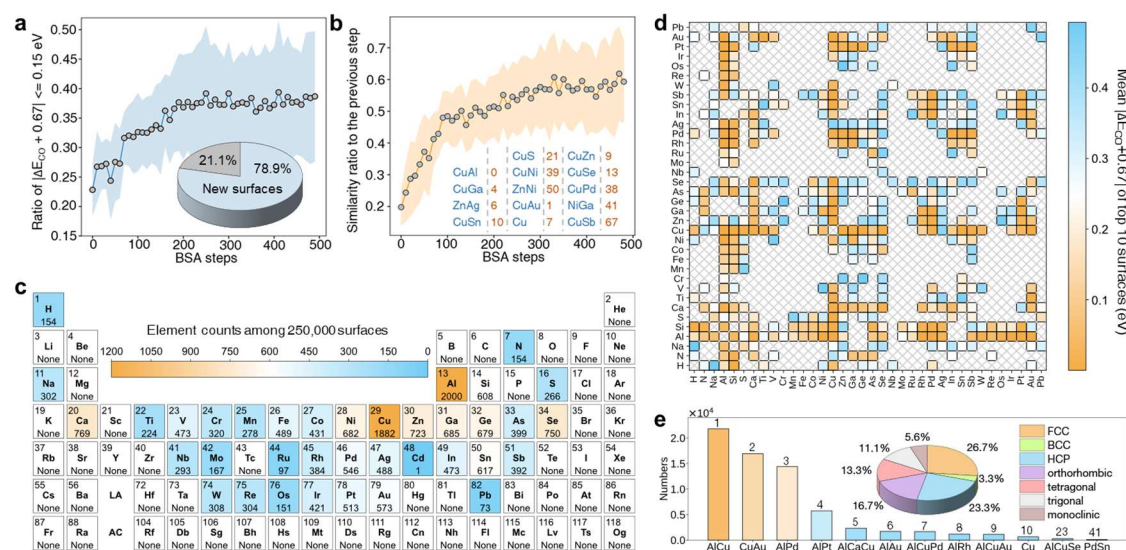 a
Ratio of |ΔE_CO + 0.67| <= 0.15 eV
0.50
0.45
0.40
0.35
0.30
0.25
0.20
0.15
21.1%
78.9%
New surfaces
0 100 200 300 400 500
BSA steps
b
Similarity ratio to the previous step
0.7
0.6
0.5
0.4
0.3
0.2
CuS 21 CuZn 9
CuAl 0 CuNi 39 CuSe 13
CuGa 4 ZnNi 50 CuPd 38
ZnAg 6 CuAu 1 NiGa 41
CuSn 10 Cu 7 CuSb 67
0 100 200 300 400 500
BSA steps
c
Element counts among 250,000 surfaces
1200 1050 900 750 600 450 300 150 0
1 2
H He
154 None
3 4 5 6 7 8 9 10
Li Be B C N O F Ne
None None None None 154 None None None
11 12 13 14 15 16 17 18
Na Mg Al Si P S Cl Ar
302 None 2000 608 None 266 None None
19 20 21 22 23 24 25 26 27 28 29 30 31 32 33 34 35 36
K Ca Sc Ti V Cr Mn Fe Co Ni Cu Zn Ga Ge As Se Br Kr
None 769 None 224 473 320 278 489 431 682 1882 723 685 679 399 750 None None
37 38 39 40 41 42 43 44 45 46 47 48 49 50 51 52 53 54
Rb Sr Y Zr Nb Mo Tc Ru Rh Pd Ag Cd In Sn Sb Te I Xe
None None None None 293 167 None 97 384 546 488 1 473 617 392 None None None
55 56 72 73 74 75 76 77 78 79 80 81 82 83 84 85 86
Cs Ba LA Hf Ta W Re Os Ir Pt Au Hg Tl Pb Bi Po At Rn
None None None None 308 304 151 421 513 573 None None 73 None None None None
87 88 104 105 106 107 108 109 110 111 112 113 114 115 116 117 118
Fr Ra AC Rf Db Sg Bh Hs Mt Ds Rg Cn Nh Fl Mc Lv Ts Og
None None None None None None None None None None None None None None None None None
d
Pb
Au
Pt
Ir
Os
Re
W
Sb
Sn
In
Ag
Pd
Rh
Ru
Mo
Nb
Se
As
Ge
Ga
Zn
Cu
Ni
Co
Fe
Mn
Cr
V
Ti
Ca
S
Si
Al
Na
N
H
H N Na Al Si S Ca Ti V Cr Mn Fe Co Ni Cu Zn Ga Ge As Se Nb Mo Ru Rh Pd Ag In Sn Sb W Re Os Ir Pt Au Pb
0.4
0.3
0.2
0.1
Mean |ΔE_CO+0.67| of top 10 surfaces (eV)
e
×10⁴
Numbers
2.0
1.5
1.0
0.5
0.0
1 2 3 4 5 6 7 8 9 10 23 41
AlCu CuAu AlPd AlPt AlCaCu AlAu AlCuPd AlRh AlCuAu Cu AlCuSe PdSn
5.6%
11.1%
13.3%
16.7%
23.3%
3.3%
26.7%
FCC
BCC
HCP
orthorhombic
tetragonal
trigonal
monoclinic